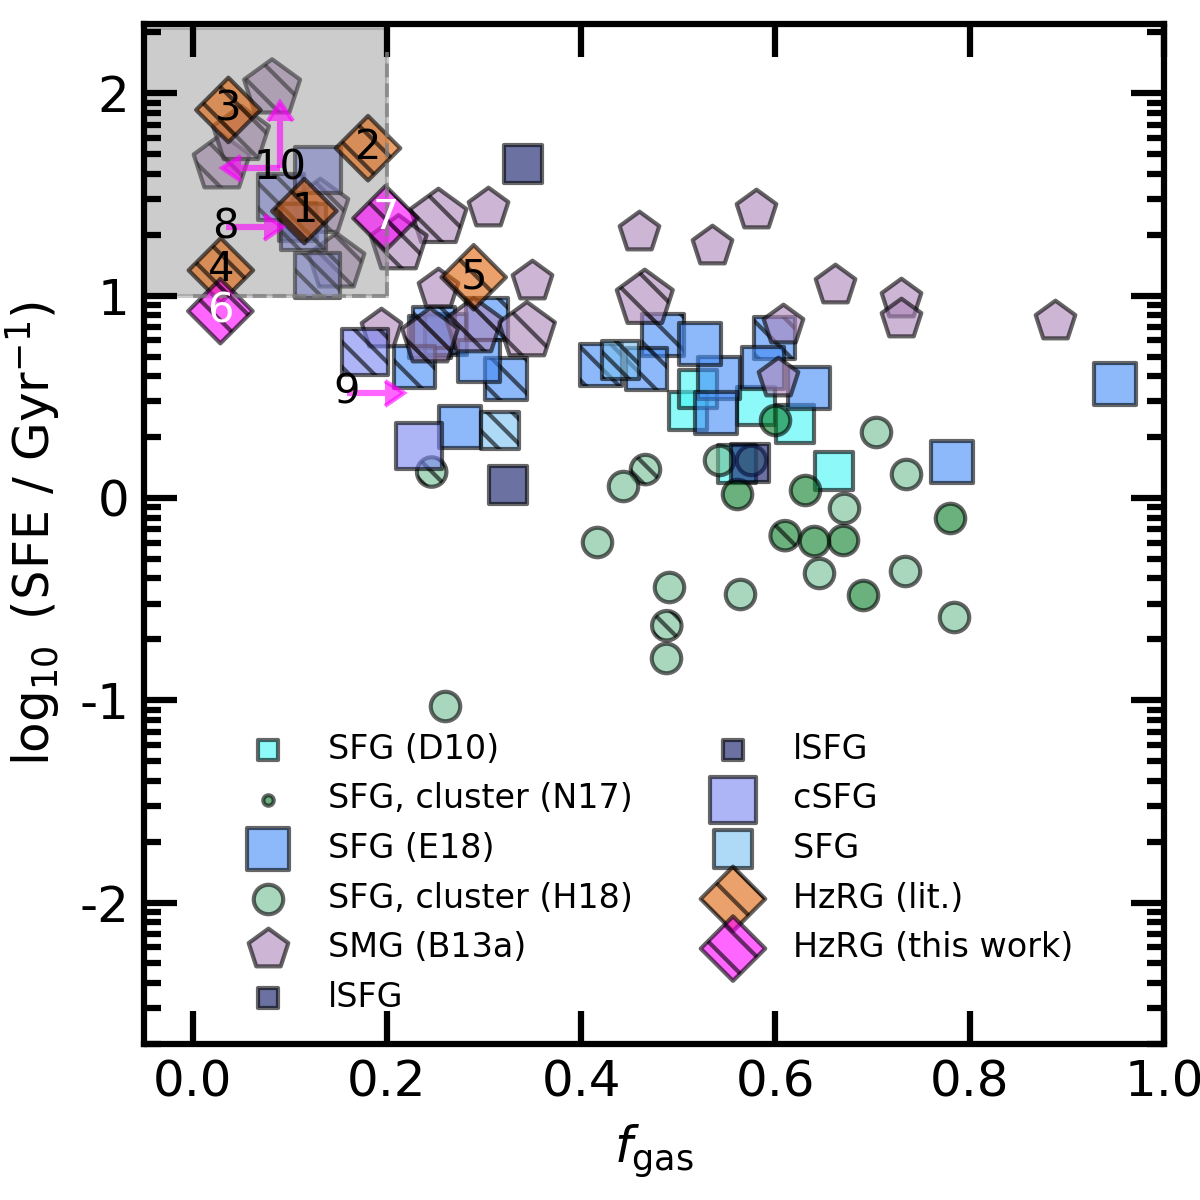 2
1
0
-1
-2
log₁₀ (SFE / Gyr⁻¹)
3
2
10
1
7
8
4
5
6
9
SFG (D10)
SFG, cluster (N17)
SFG (E18)
SFG, cluster (H18)
SMG (B13a)
lSFG
lSFG
cSFG
SFG
HzRG (lit.)
HzRG (this work)
0.0 0.2 0.4 0.6 0.8 1.0
f_gas